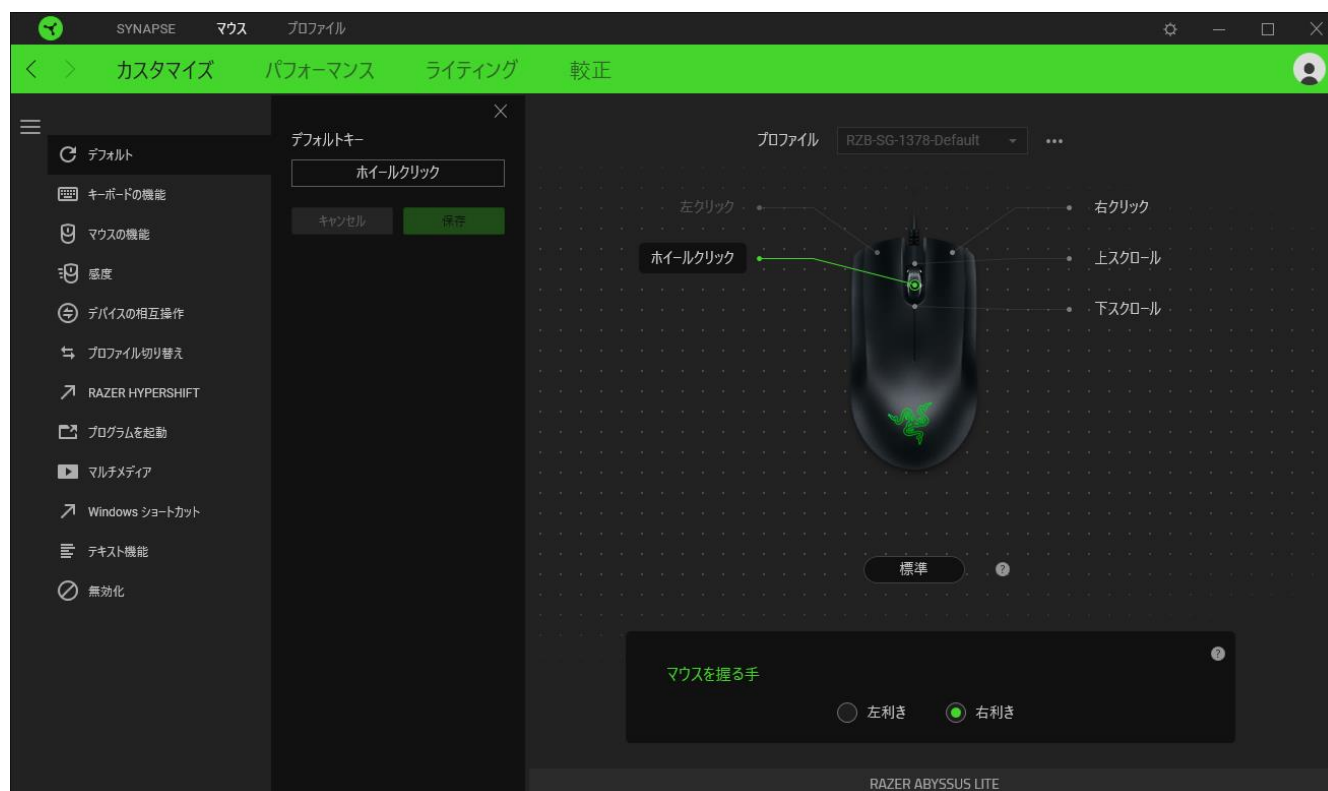 SYNAPSE マウス プロファイル
カスタマイズ パフォーマンス ライティング 較正
デフォルト
キーボードの機能
マウスの機能
感度
デバイスの相互操作
プロファイル切り替え
RAZER HYPERSHIFT
プログラムを起動
マルチメディア
Windows ショートカット
テキスト機能
無効化
デフォルトキー
ホイールクリック
キャンセル 保存
プロファイル RZB-SG-1378-Default
左クリック
ホイールクリック
右クリック
上スクロール
下スクロール
標準
マウスを握る手
左利き 右利き
RAZER ABYSSUS LITE